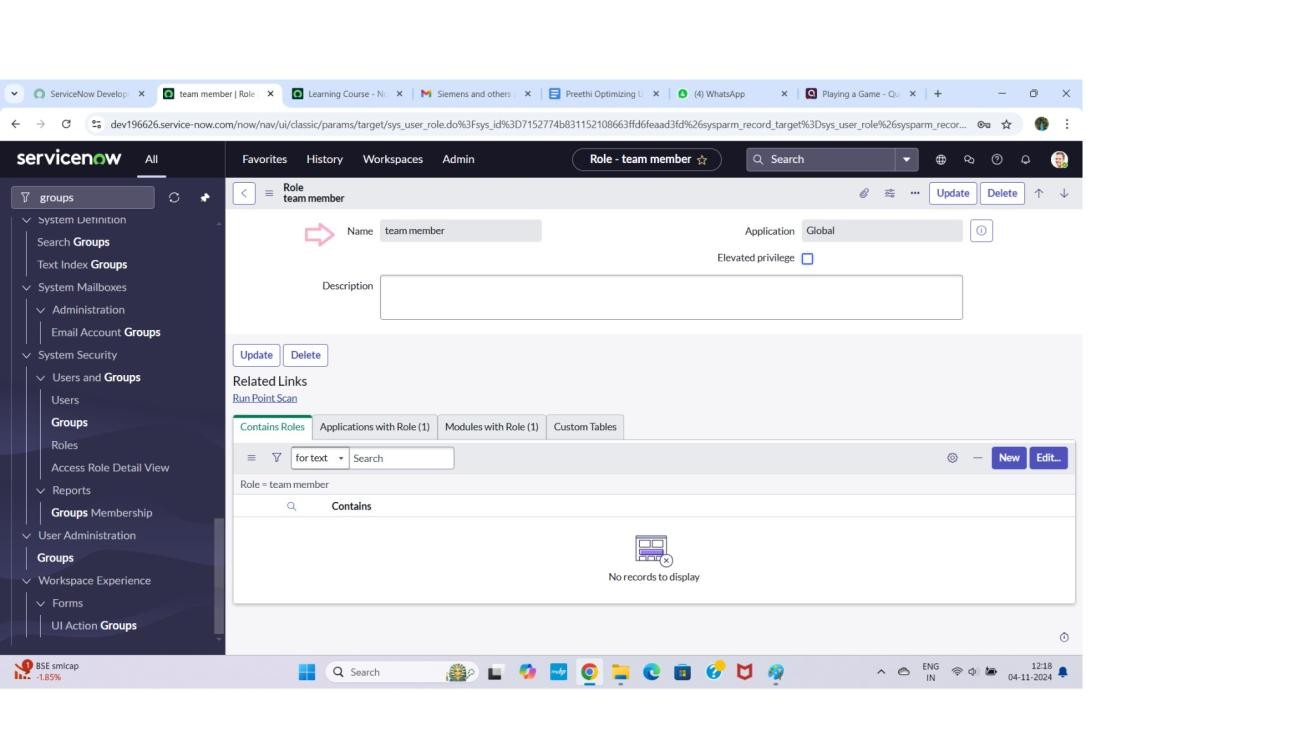 ServiceNow Develop
team member | Role
Learning Course - N
Siemens and others
Preethi Optimizing U
(4) WhatsApp
Playing a Game - Qu
dev196626.service-now.com/now/nav/ui/classic/params/target/sys_user_role.do%3Fsys_id%3D7152774b831152108663ffd6feaad3fd%26sysparm_record_target%3Dsys_user_role%26sysparm_recor...
servicenow
All
Favorites
History
Workspaces
Admin
Role - team member
Search
groups
Role
team member
Update
Delete
System Definition
Search Groups
Text Index Groups
System Mailboxes
Administration
Email Account Groups
System Security
Users and Groups
Users
Groups
Roles
Access Role Detail View
Reports
Groups Membership
User Administration
Groups
Workspace Experience
Forms
UI Action Groups
Name
team member
Application
Global
Elevated privilege
Description
Update
Delete
Related Links
Run Point Scan
Contains Roles
Applications with Role (1)
Modules with Role (1)
Custom Tables
for text
Search
New
Edit...
Role = team member
Contains
No records to display
1
BSE smlcap
-1.85%
Search
ENG
IN
12:18
04-11-2024